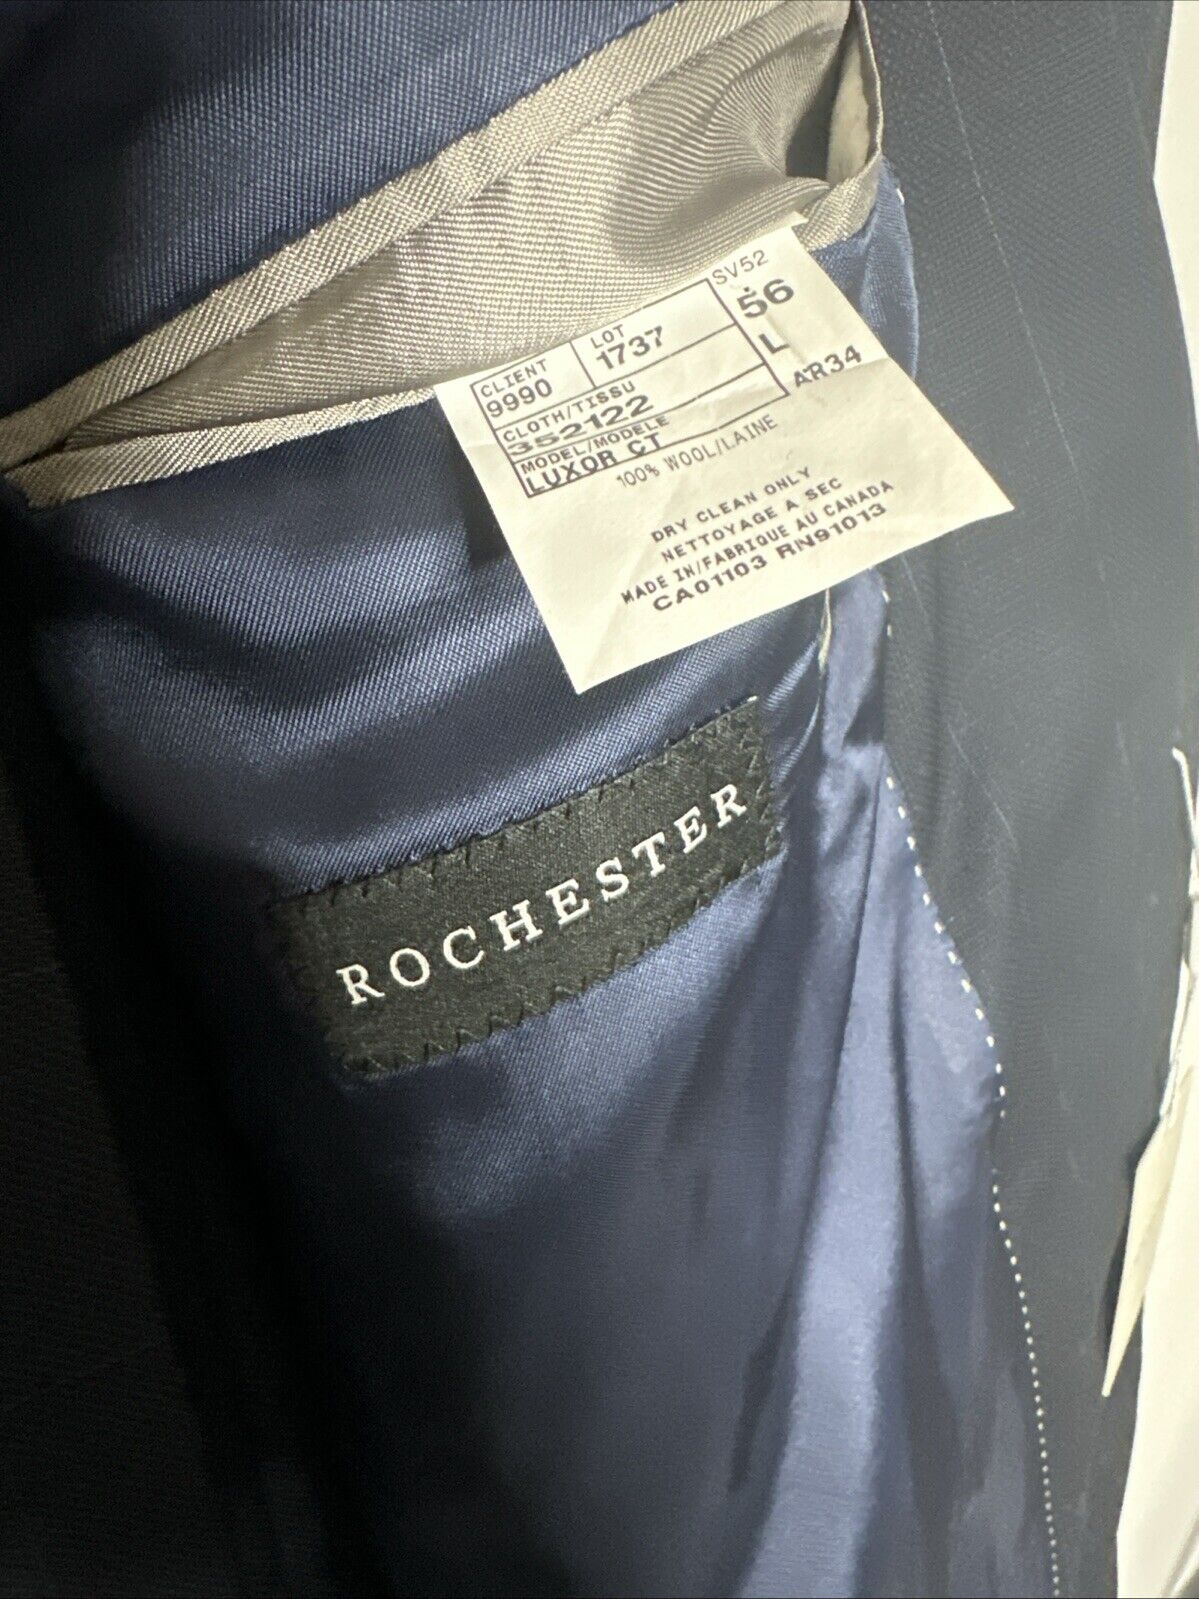 SV52
CLIENT
9990
LOT
1737
56
L
CLOTH/TISSU
352122
MODEL/MODELE
LUXOR CT
AR34
100% WOOL/LAINE
DRY CLEAN ONLY
NETTOYAGE A SEC
MADE IN/FABRIQUE AU CANADA
CA01103 RN91013
ROCHESTER